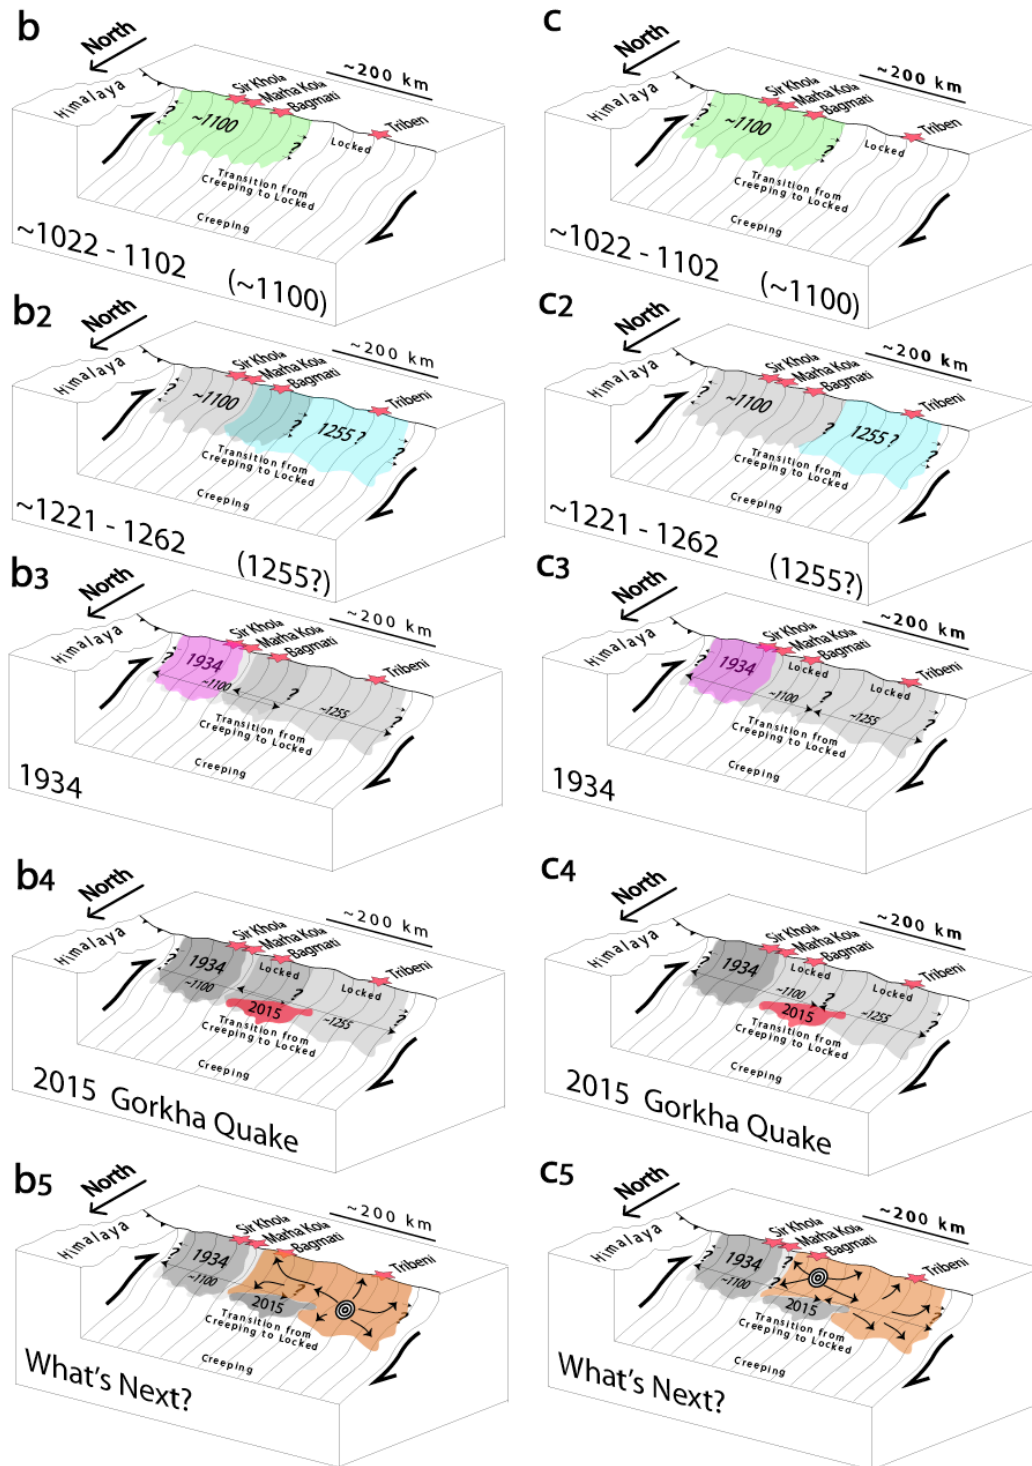 b
North
~200 km
Himalaya
Sir Khola
Marha Kola
Bagmati
Tribeni
~1100
?
?
Locked
Transition from
Creeping to Locked
Creeping
~1022 - 1102 (~1100)
c
North
~200 km
Himalaya
Sir Khola
Marha Kola
Bagmati
Triben
~1100
?
?
Locked
Transition from
Creeping to Locked
Creeping
~1022 - 1102 (~1100)
b2
North
~200 km
Himalaya
Sir Khola
Marha Kola
Bagmati
Tribeni
?
~1100
?
1255?
?
Transition from
Creeping to Locked
Creeping
~1221 - 1262 (1255?)
c2
North
~200 km
Himalaya
Sir Khola
Marha Kola
Bagmati
Tribeni
?
~1100
?
1255?
?
Transition from
Creeping to Locked
Creeping
~1221 - 1262 (1255?)
b3
North
~200 km
Himalaya
Sir Khola
Marha Kola
Bagmati
Tribeni
?
1934
~1100
?
~1255
?
Transition from
Creeping to Locked
Creeping
1934
c3
North
~200 km
Himalaya
Sir Khola
Marha Kola
Bagmati
Tribeni
?
1934
Locked
Locked
~1100
?
~1255
?
Transition from
Creeping to Locked
Creeping
1934
b4
North
~200 km
Himalaya
Sir Khola
Marha Kola
Bagmati
Tribeni
?
1934
Locked
Locked
~1100
?
2015
~1255
?
Transition from
Creeping to Locked
Creeping
2015 Gorkha Quake
c4
North
~200 km
Himalaya
Sir Khola
Marha Kola
Bagmati
Tribeni
?
1934
Locked
Locked
~1100
?
2015
~1255
?
Transition from
Creeping to Locked
Creeping
2015 Gorkha Quake
b5
North
~200 km
Himalaya
Sir Khola
Marha Kola
Bagmati
Tribeni
?
1934
~1100
?
2015
?
Transition from
Creeping to Locked
Creeping
What's Next?
c5
North
~200 km
Himalaya
Sir Khola
Marha Kola
Bagmati
Tribeni
?
1934
?
~1100
?
2015
?
Transition from
Creeping to Locked
Creeping
What's Next?